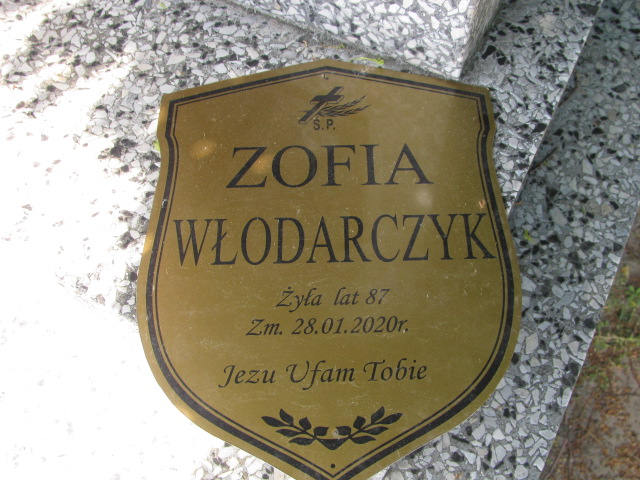 Ś.P.
ZOFIA
WŁODARCZYK
Żyła lat 87
Zm. 28.01.2020r.
Jezu Ufam Tobie